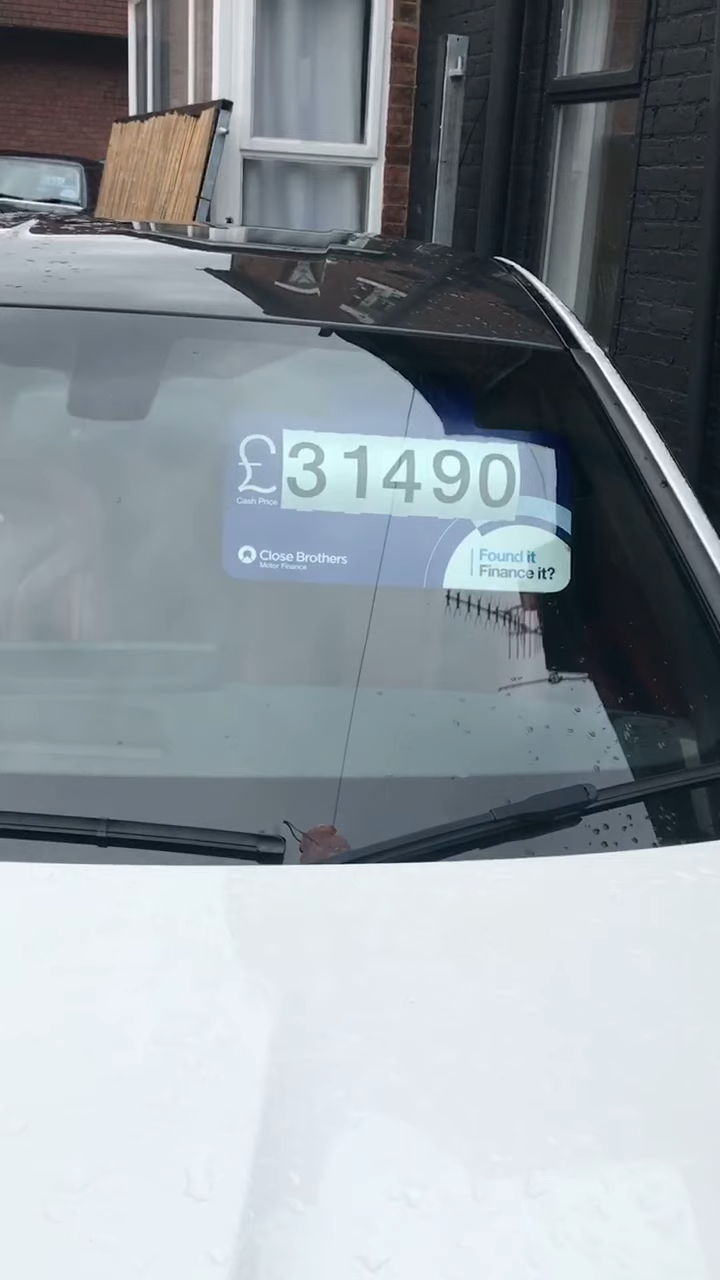 £31490
Cash Price
Close Brothers
Motor Finance
Found it
Finance it?